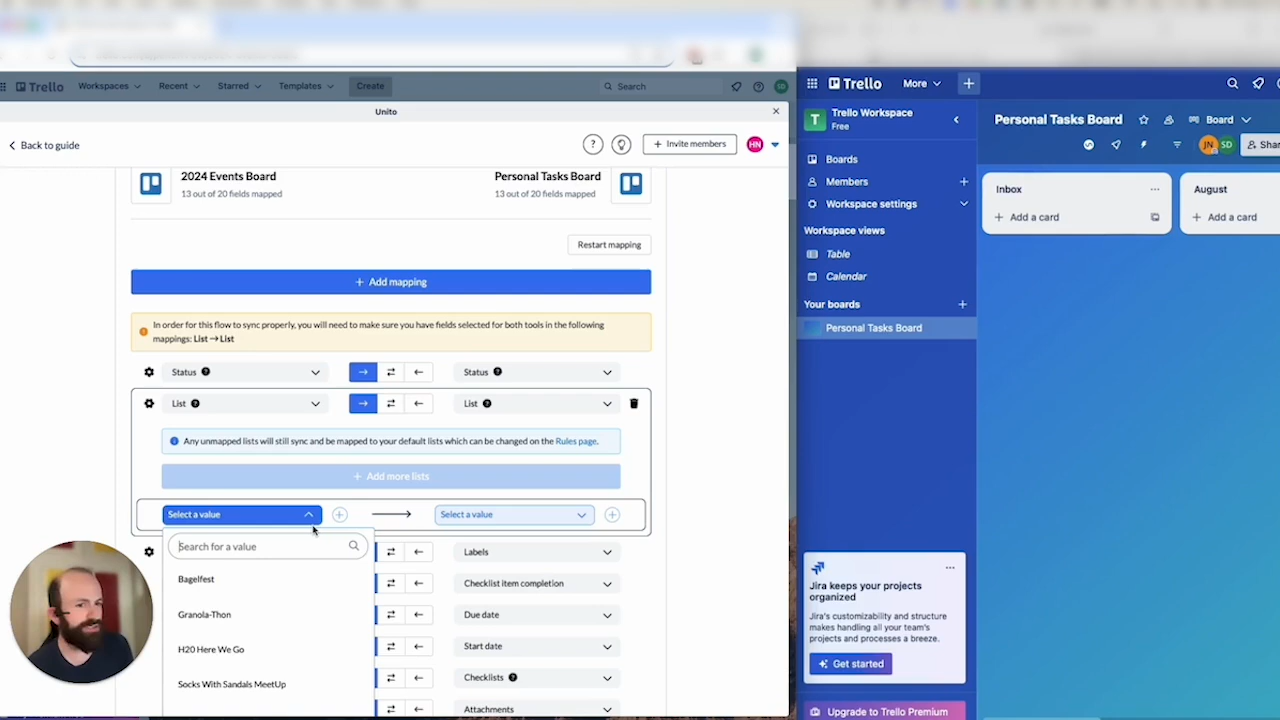 Trello
Workspaces
Recent
Starred
Templates
Create
Search
SD
Unito
Back to guide
?
+ Invite members
HN
2024 Events Board
13 out of 20 fields mapped
Personal Tasks Board
13 out of 20 fields mapped
Restart mapping
+ Add mapping
In order for this flow to sync properly, you will need to make sure you have fields selected for both tools in the following
mappings: List → List
Status
→
⇄
←
Status
List
→
⇄
←
List
Any unmapped lists will still sync and be mapped to your default lists which can be changed on the Rules page.
+ Add more lists
Select a value
Select a value
Search for a value
Bagelfest
Granola-Thon
H20 Here We Go
Socks With Sandals MeetUp
Labels
Checklist item completion
Due date
Start date
Checklists
Attachments
Trello
More
T
Trello Workspace
Free
Boards
Members
Workspace settings
Workspace views
Table
Calendar
Your boards
Personal Tasks Board
Jira keeps your projects
organized
Jira's customizability and structure
makes handling all your team's
projects and processes a breeze.
Get started
Upgrade to Trello Premium
Personal Tasks Board
Board
JN
SD
Shar
Inbox
+ Add a card
August
+ Add a card